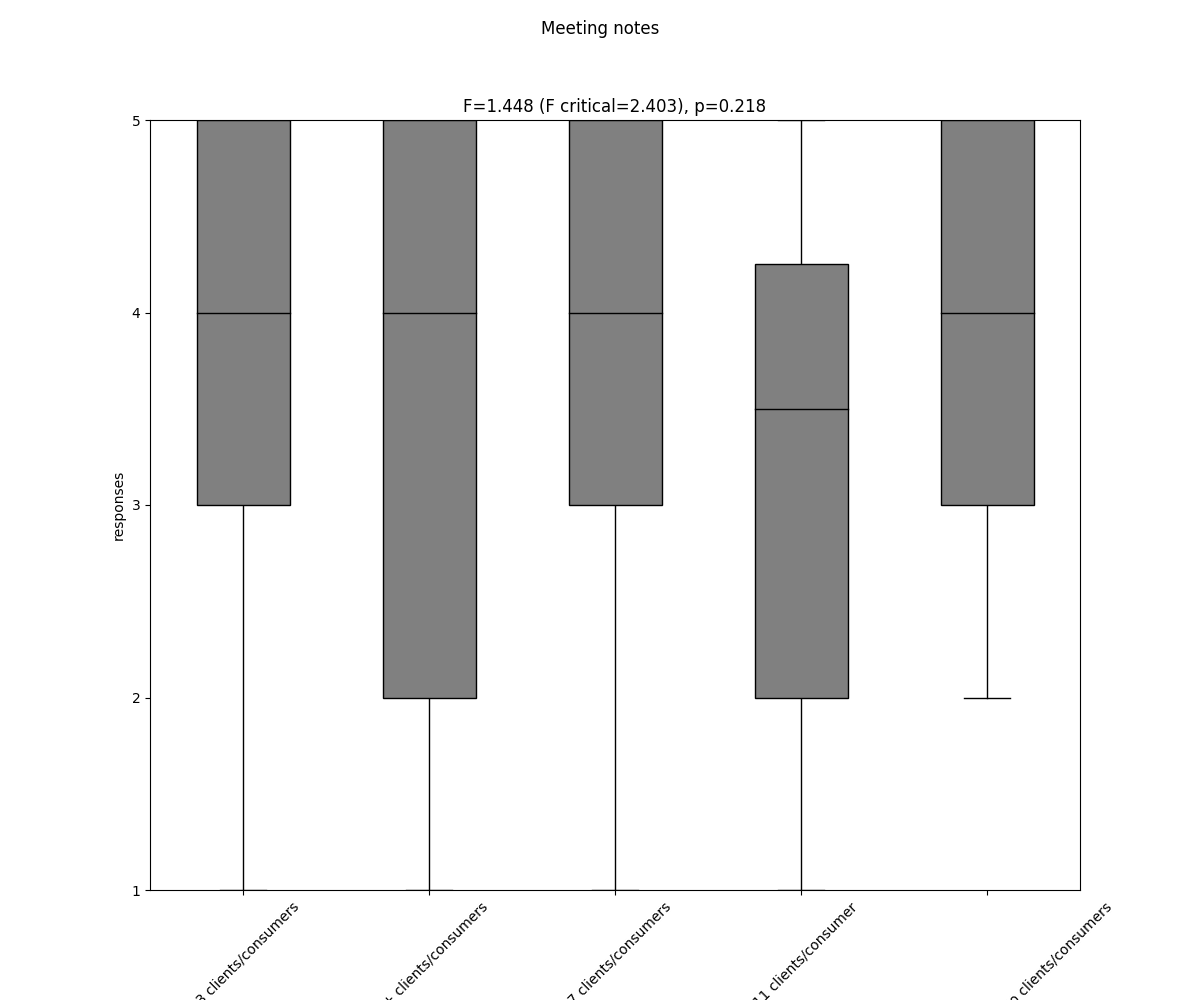 Meeting notes
F=1.448 (F critical=2.403), p=0.218
5
4
3
2
1
responses
3 clients/consumers
clients/consumers
7 clients/consumers
11 clients/consumer
clients/consumers